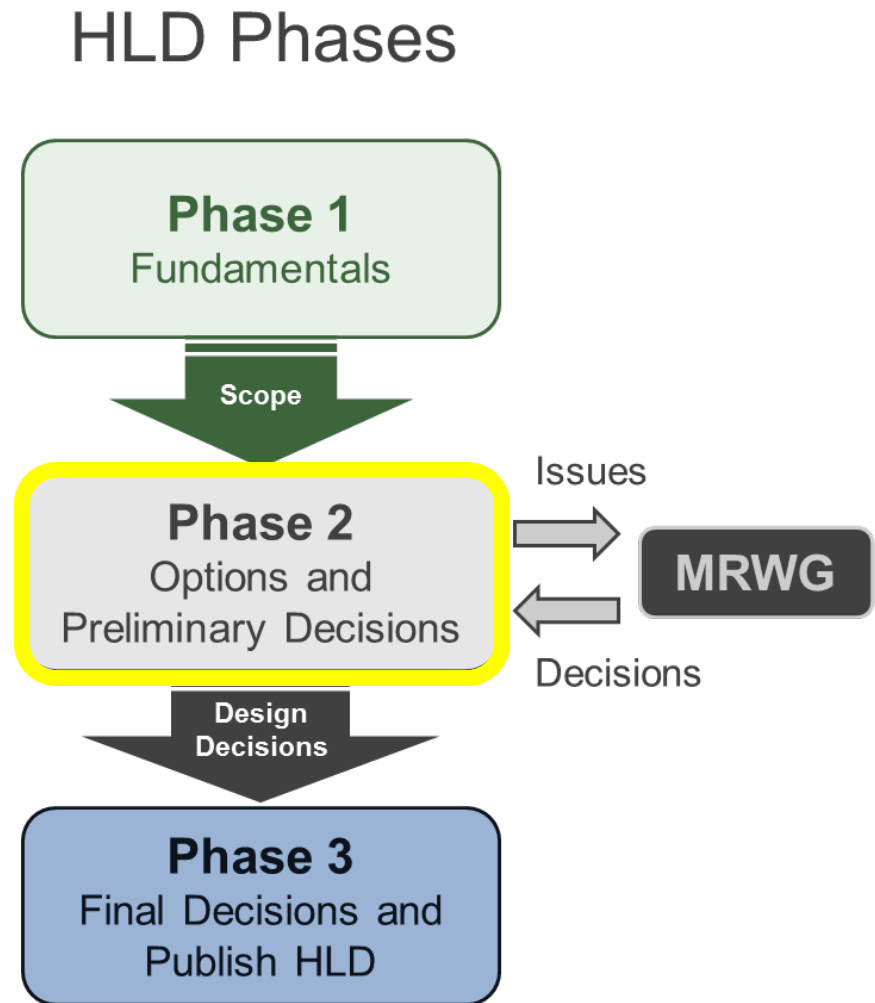 HLD Phases
Phase 1
Fundamentals
Scope
Phase 2
Options and
Preliminary Decisions
Issues
MRWG
Decisions
Design
Decisions
Phase 3
Final Decisions and
Publish HLD